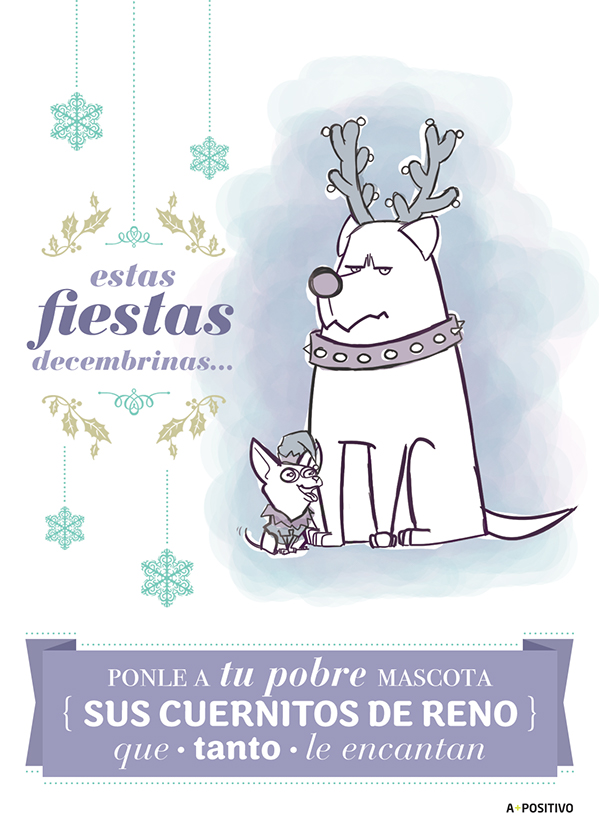 estas
fiestas
decembrinas...
PONLE A tu pobre MASCOTA
{ SUS CUERNITOS DE RENO }
que • tanto • le encantan
A+POSITIVO